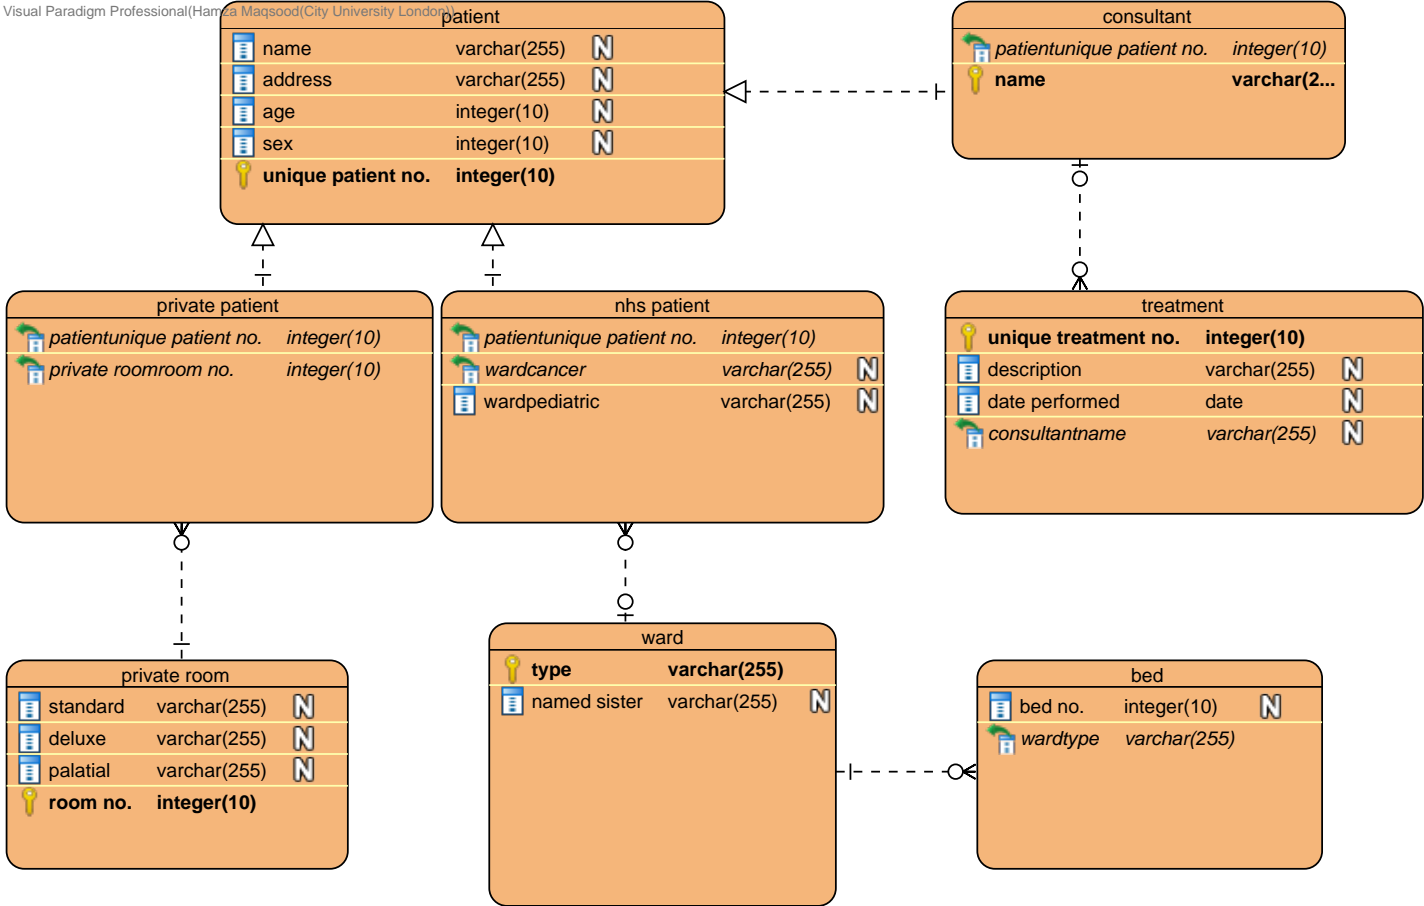 Visual Paradigm Professional(Hamza Maqsood(City University London))
patient
name varchar(255) N
address varchar(255) N
age integer(10) N
sex integer(10) N
unique patient no. integer(10)
consultant
patientunique patient no. integer(10)
name varchar(2...
private patient
patientunique patient no. integer(10)
private roomroom no. integer(10)
nhs patient
patientunique patient no. integer(10)
wardcancer varchar(255) N
wardpediatric varchar(255) N
treatment
unique treatment no. integer(10)
description varchar(255) N
date performed date N
consultantname varchar(255) N
private room
standard varchar(255) N
deluxe varchar(255) N
palatial varchar(255) N
room no. integer(10)
ward
type varchar(255)
named sister varchar(255) N
bed
bed no. integer(10) N
wardtype varchar(255)